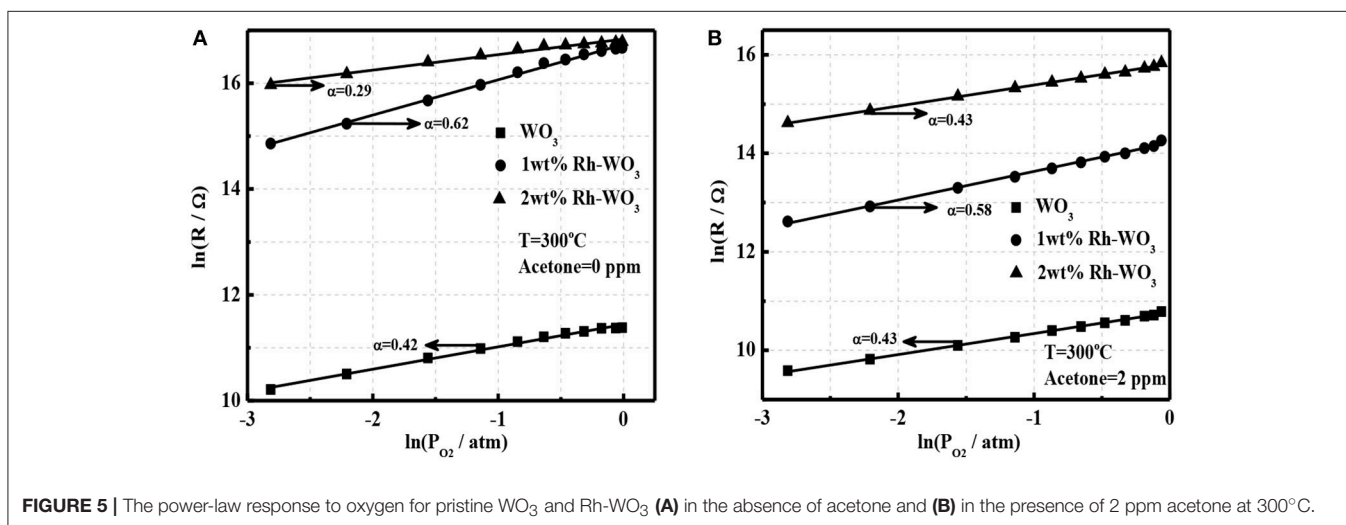 A
16
14
12
10
-3
-2
-1
0
ln(R / Ω)
ln(P_O2 / atm)
α=0.29
α=0.62
WO₃
1wt% Rh-WO₃
2wt% Rh-WO₃
T=300°C
Acetone=0 ppm
α=0.42
B
16
14
12
10
-3
-2
-1
0
ln(R / Ω)
ln(P_O2 / atm)
α=0.43
α=0.58
WO₃
1wt% Rh-WO₃
2wt% Rh-WO₃
α=0.43
T=300°C
Acetone=2 ppm
FIGURE 5 | The power-law response to oxygen for pristine WO₃ and Rh-WO₃ (A) in the absence of acetone and (B) in the presence of 2 ppm acetone at 300°C.